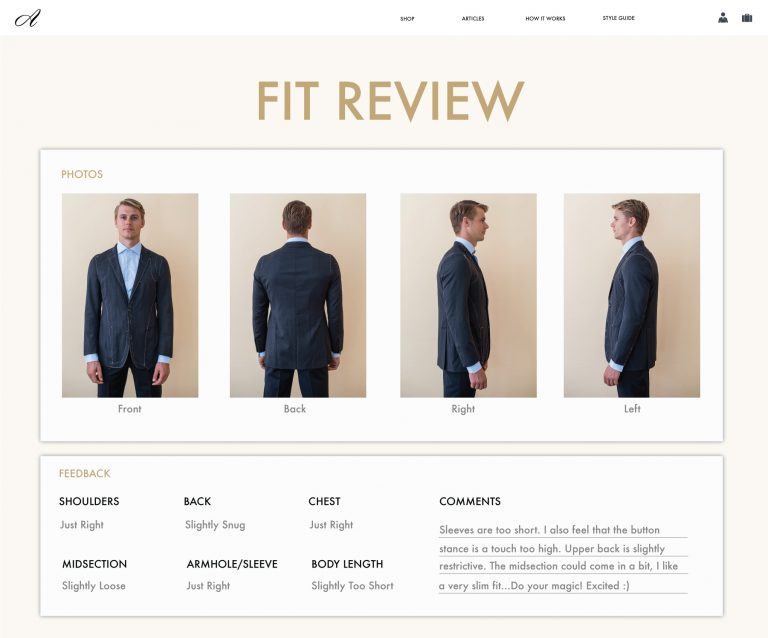 A
SHOP ARTICLES HOW IT WORKS STYLE GUIDE
FIT REVIEW
PHOTOS
Front Back Right Left
FEEDBACK
SHOULDERS BACK CHEST COMMENTS
Just Right Slightly Snug Just Right
MIDSECTION ARMHOLE/SLEEVE BODY LENGTH
Slightly Loose Just Right Slightly Too Short
Sleeves are too short. I also feel that the button
stance is a touch too high. Upper back is slightly
restrictive. The midsection could come in a bit, I like
a very slim fit...Do your magic! Excited :)